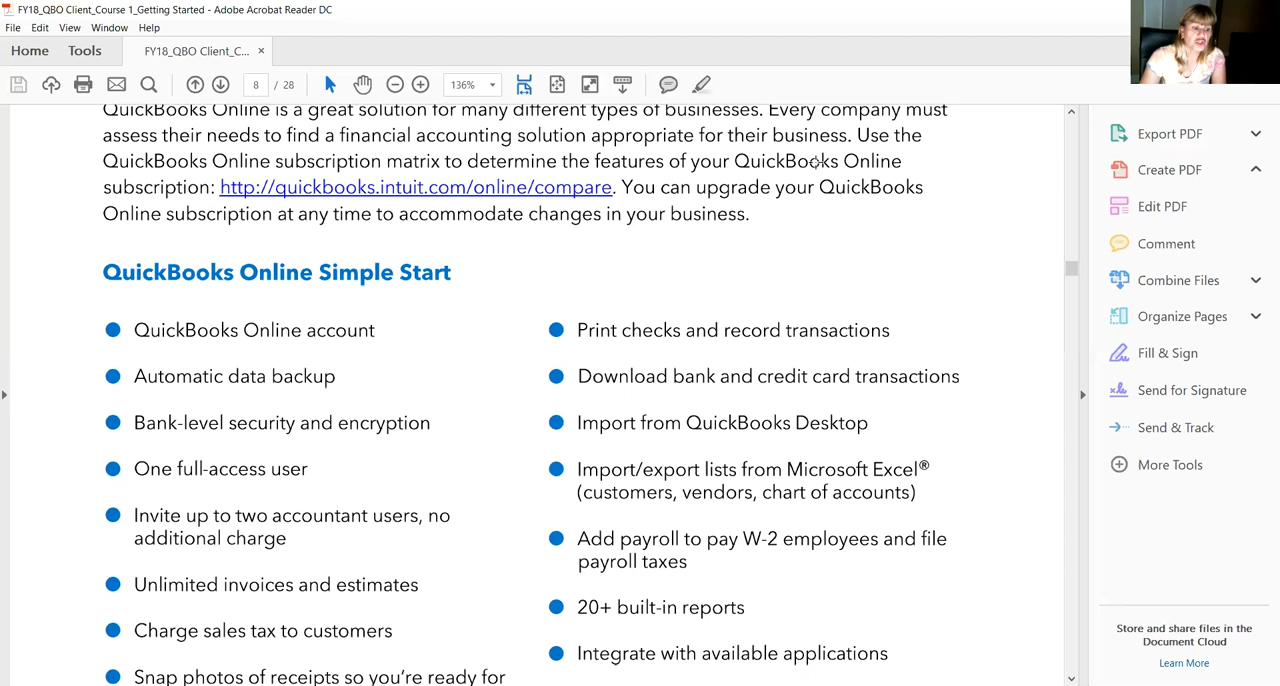 FY18_QBO Client_Course 1_Getting Started - Adobe Acrobat Reader DC
File Edit View Window Help
Home Tools FY18_QBO Client_C... ×
8 / 28 136%
QuickBooks Online is a great solution for many different types of businesses. Every company must
assess their needs to find a financial accounting solution appropriate for their business. Use the
QuickBooks Online subscription matrix to determine the features of your QuickBooks Online
subscription: http://quickbooks.intuit.com/online/compare. You can upgrade your QuickBooks
Online subscription at any time to accommodate changes in your business.
QuickBooks Online Simple Start
QuickBooks Online account
Automatic data backup
Bank-level security and encryption
One full-access user
Invite up to two accountant users, no
additional charge
Unlimited invoices and estimates
Charge sales tax to customers
Snap photos of receipts so you’re ready for
Print checks and record transactions
Download bank and credit card transactions
Import from QuickBooks Desktop
Import/export lists from Microsoft Excel®
(customers, vendors, chart of accounts)
Add payroll to pay W-2 employees and file
payroll taxes
20+ built-in reports
Integrate with available applications
Export PDF
Create PDF
Edit PDF
Comment
Combine Files
Organize Pages
Fill & Sign
Send for Signature
Send & Track
More Tools
Store and share files in the
Document Cloud
Learn More